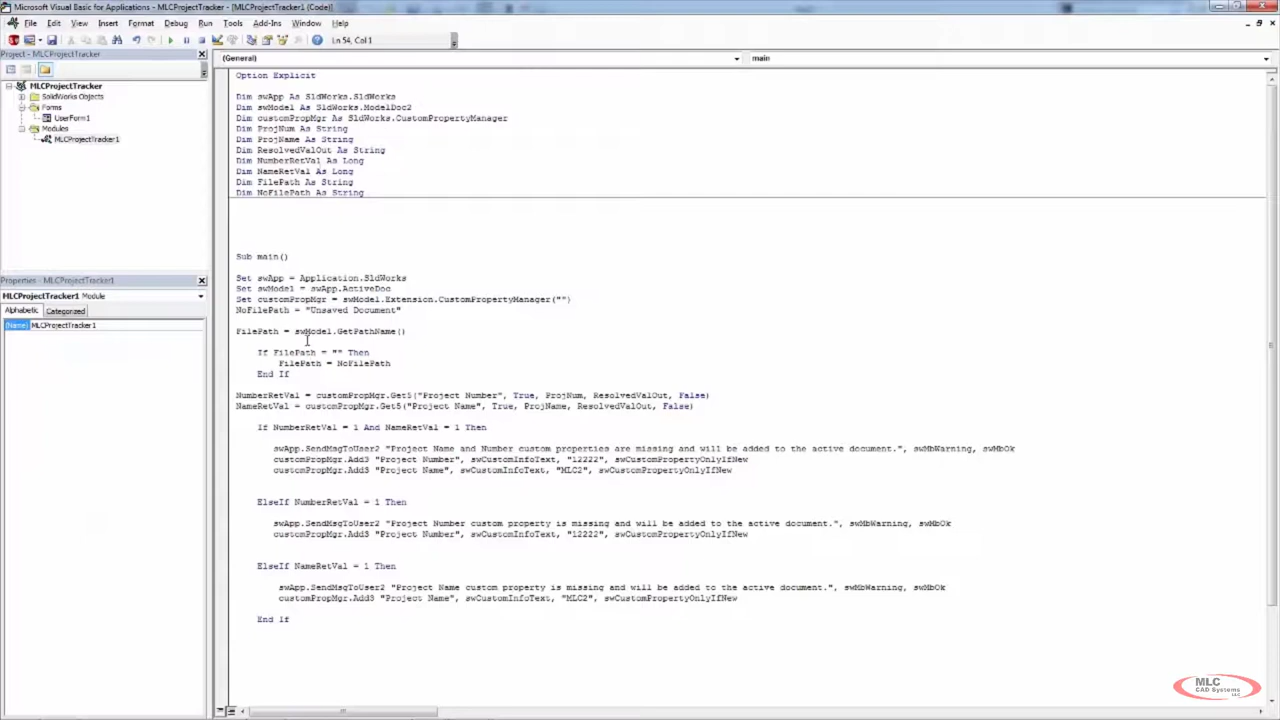 Microsoft Visual Basic for Applications - MLCProjectTracker - [MLCProjectTracker1 (Code)]
File Edit View Insert Format Debug Run Tools Add-Ins Window Help
Ln 54, Col 1
Project - MLCProjectTracker
(General) main
MLCProjectTracker
SolidWorks Objects
Forms
UserForm1
Modules
MLCProjectTracker1
Properties - MLCProjectTracker1
MLCProjectTracker1 Module
Alphabetic Categorized
(Name) MLCProjectTracker1
Option Explicit
Dim swApp As SldWorks.SldWorks
Dim swModel As SldWorks.ModelDoc2
Dim customPropMgr As SldWorks.CustomPropertyManager
Dim ProjNum As String
Dim ProjName As String
Dim ResolvedValOut As String
Dim NumberRetVal As Long
Dim NameRetVal As Long
Dim FilePath As String
Dim NoFilePath As String
Sub main()
Set swApp = Application.SldWorks
Set swModel = swApp.ActiveDoc
Set customPropMgr = swModel.Extension.CustomPropertyManager("")
NoFilePath = "Unsaved Document"
FilePath = swModel.GetPathName()
If FilePath = "" Then
FilePath = NoFilePath
End If
NumberRetVal = customPropMgr.Get5("Project Number", True, ProjNum, ResolvedValOut, False)
NameRetVal = customPropMgr.Get5("Project Name", True, ProjName, ResolvedValOut, False)
If NumberRetVal = 1 And NameRetVal = 1 Then
swApp.SendMsgToUser2 "Project Name and Number custom properties are missing and will be added to the active document.", swMbWarning, swMbOk
customPropMgr.Add3 "Project Number", swCustomInfoText, "12222", swCustomPropertyOnlyIfNew
customPropMgr.Add3 "Project Name", swCustomInfoText, "MLC2", swCustomPropertyOnlyIfNew
ElseIf NumberRetVal = 1 Then
swApp.SendMsgToUser2 "Project Number custom property is missing and will be added to the active document.", swMbWarning, swMbOk
customPropMgr.Add3 "Project Number", swCustomInfoText, "12222", swCustomPropertyOnlyIfNew
ElseIf NameRetVal = 1 Then
swApp.SendMsgToUser2 "Project Name custom property is missing and will be added to the active document.", swMbWarning, swMbOk
customPropMgr.Add3 "Project Name", swCustomInfoText, "MLC2", swCustomPropertyOnlyIfNew
End If
MLC
CAD Systems
LLC